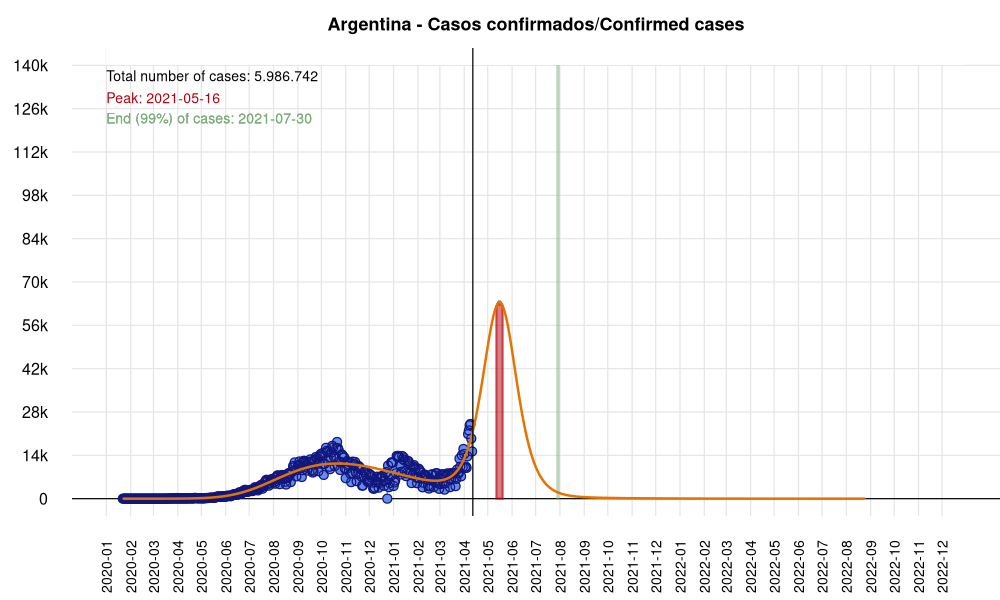 Argentina - Casos confirmados/Confirmed cases
Total number of cases: 5.986.742
Peak: 2021-05-16
End (99%) of cases: 2021-07-30
140k
126k
112k
98k
84k
70k
56k
42k
28k
14k
0
2020-01
2020-02
2020-03
2020-04
2020-05
2020-06
2020-07
2020-08
2020-09
2020-10
2020-11
2020-12
2021-01
2021-02
2021-03
2021-04
2021-05
2021-06
2021-07
2021-08
2021-09
2021-10
2021-11
2021-12
2022-01
2022-02
2022-03
2022-04
2022-05
2022-06
2022-07
2022-08
2022-09
2022-10
2022-11
2022-12